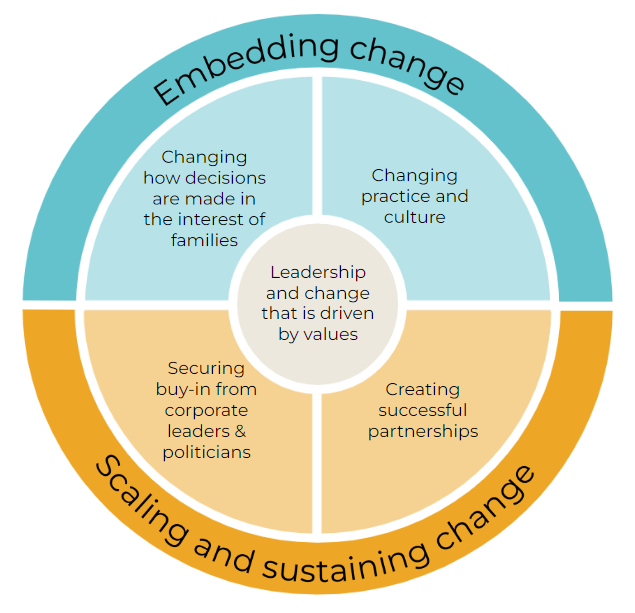 Embedding change
Changing
how decisions
are made in
the interest of
families
Changing
practice and
culture
Leadership
and change
that is driven
by values
Securing
buy-in from
corporate
leaders &
politicians
Creating
successful
partnerships
Scaling and sustaining change